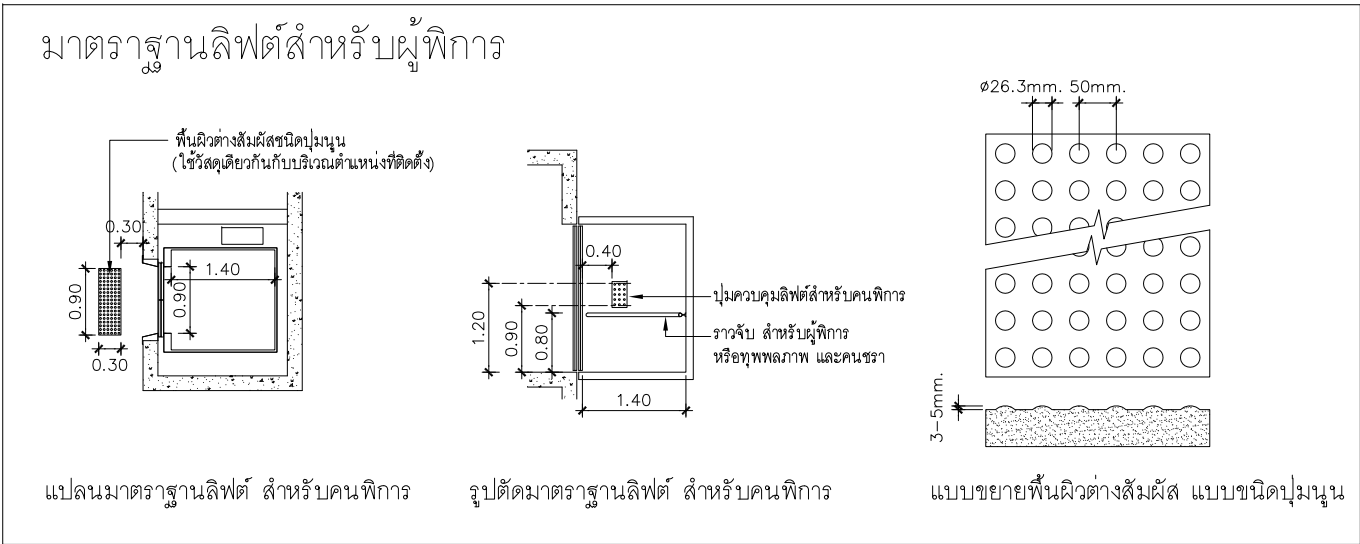 มาตราฐานลิฟต์สำหรับผู้พิการ
พื้นผิวต่างสัมผัสชนิดปุ่มนูน
(ใช้วัสดุเดียวกันกับบริเวณตำแหน่งที่ติดตั้ง)
0.30
1.40
0.90
0.90
0.30
แปลนมาตราฐานลิฟต์ สำหรับคนพิการ
0.40
ปุ่มควบคุมลิฟต์สำหรับคนพิการ
ราวจับ สำหรับผู้พิการ
หรือทุพพลภาพ และคนชรา
1.20
0.90
0.80
1.40
รูปตัดมาตราฐานลิฟต์ สำหรับคนพิการ
ø26.3mm. 50mm.
3-5mm.
แบบขยายพื้นผิวต่างสัมผัส แบบขนิดปุ่มนูน